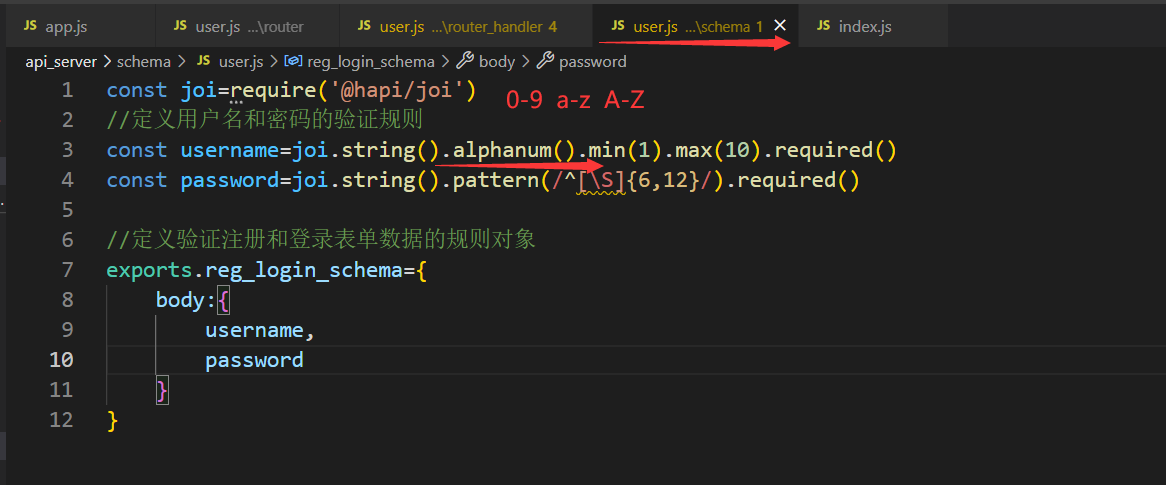 JS app.js JS user.js ...\router JS user.js ...\router_handler 4 JS user.js ...\schema 1 JS index.js
api_server > schema > JS user.js > reg_login_schema > body > password
1 const joi=require('@hapi/joi') 0-9 a-z A-Z
2 //定义用户名和密码的验证规则
3 const username=joi.string().alphanum().min(1).max(10).required()
4 const password=joi.string().pattern(/^[\S]{6,12}/).required()
5
6 //定义验证注册和登录表单数据的规则对象
7 exports.reg_login_schema={
8 body:{
9 username,
10 password
11 }
12 }